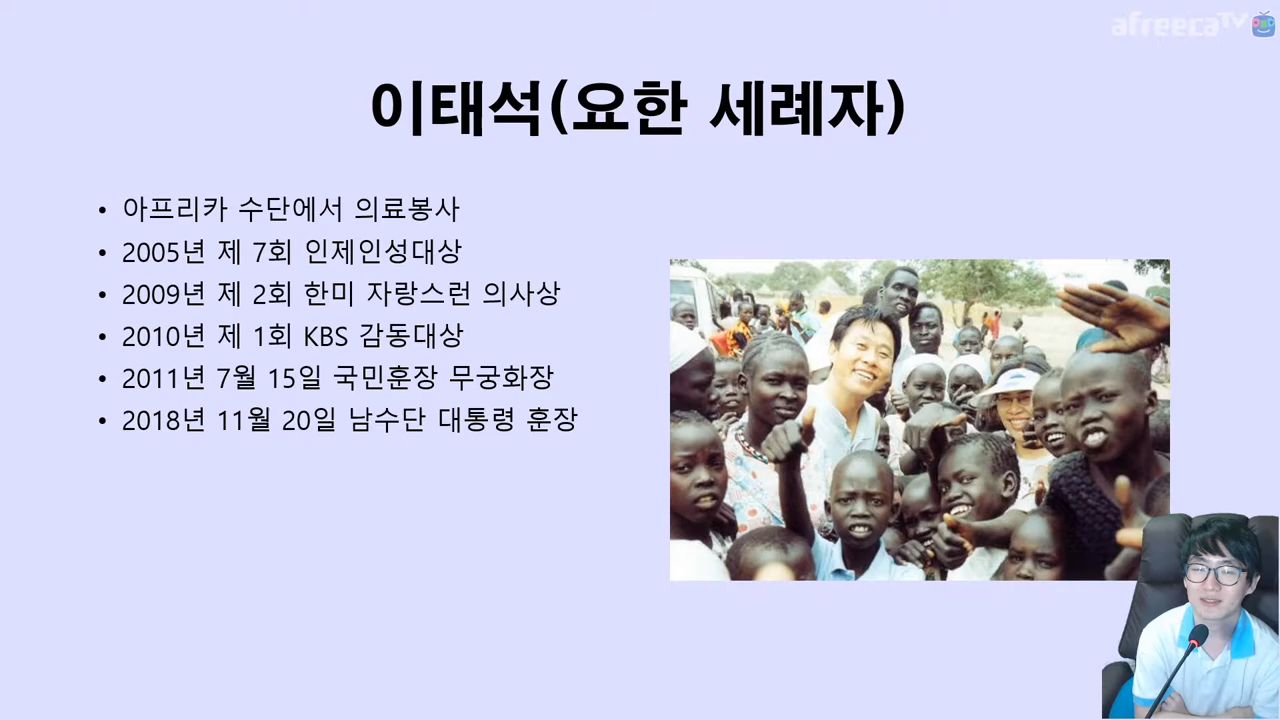 afreecaTV
이태석(요한 세례자)
• 아프리카 수단에서 의료봉사
• 2005년 제 7회 인제인성대상
• 2009년 제 2회 한미 자랑스런 의사상
• 2010년 제 1회 KBS 감동대상
• 2011년 7월 15일 국민훈장 무궁화장
• 2018년 11월 20일 남수단 대통령 훈장